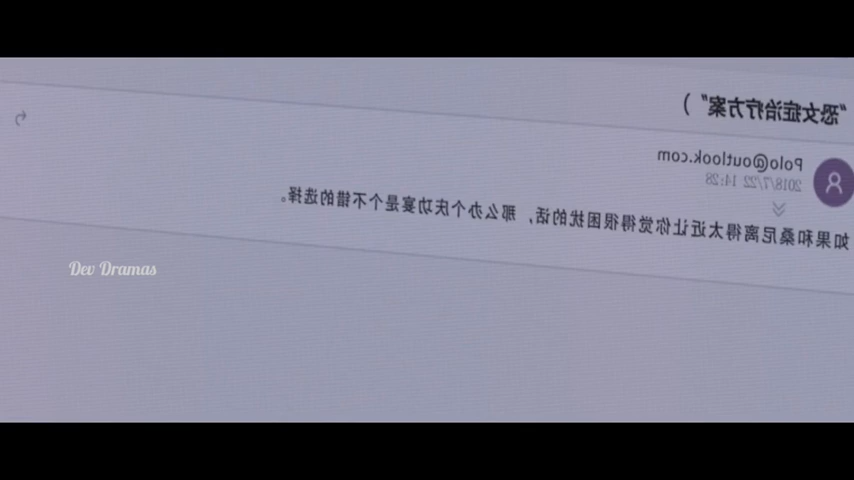 “恐女症治疗方案”)
Polo@outlook.com
2018/7/22 14:28
如果和桑尼离得太近让你觉得很困扰的话，那么办个庆功宴是个不错的选择。
Dev Dramas